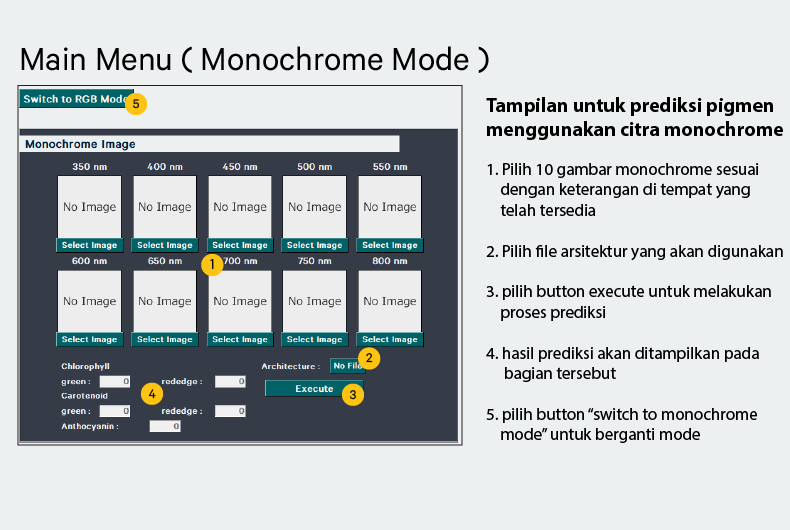 Main Menu ( Monochrome Mode )
Switch to RGB Mode
5
Monochrome Image
350 nm 400 nm 450 nm 500 nm 550 nm
No Image No Image No Image No Image No Image
Select Image Select Image Select Image Select Image Select Image
600 nm 650 nm 1 700 nm 750 nm 800 nm
No Image No Image No Image No Image No Image
Select Image Select Image Select Image Select Image Select Image
Chlorophyll
green : 0 rededge : 0
Carotenoid
green : 0 rededge : 0
Anthocyanin : 0
4
Architecture : No File
2
Execute
3
Tampilan untuk prediksi pigmen
menggunakan citra monochrome
1. Pilih 10 gambar monochrome sesuai
dengan keterangan di tempat yang
telah tersedia
2. Pilih file arsitektur yang akan digunakan
3. pilih button execute untuk melakukan
proses prediksi
4. hasil prediksi akan ditampilkan pada
bagian tersebut
5. pilih button “switch to monochrome
mode” untuk berganti mode